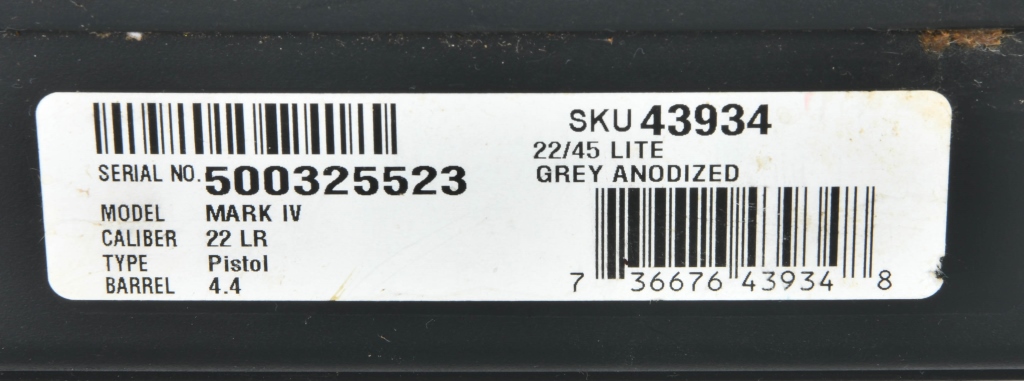 SERIAL NO. 500325523
MODEL MARK IV
CALIBER 22 LR
TYPE Pistol
BARREL 4.4
SKU 43934
22/45 LITE
GREY ANODIZED
7 36676 43934 8